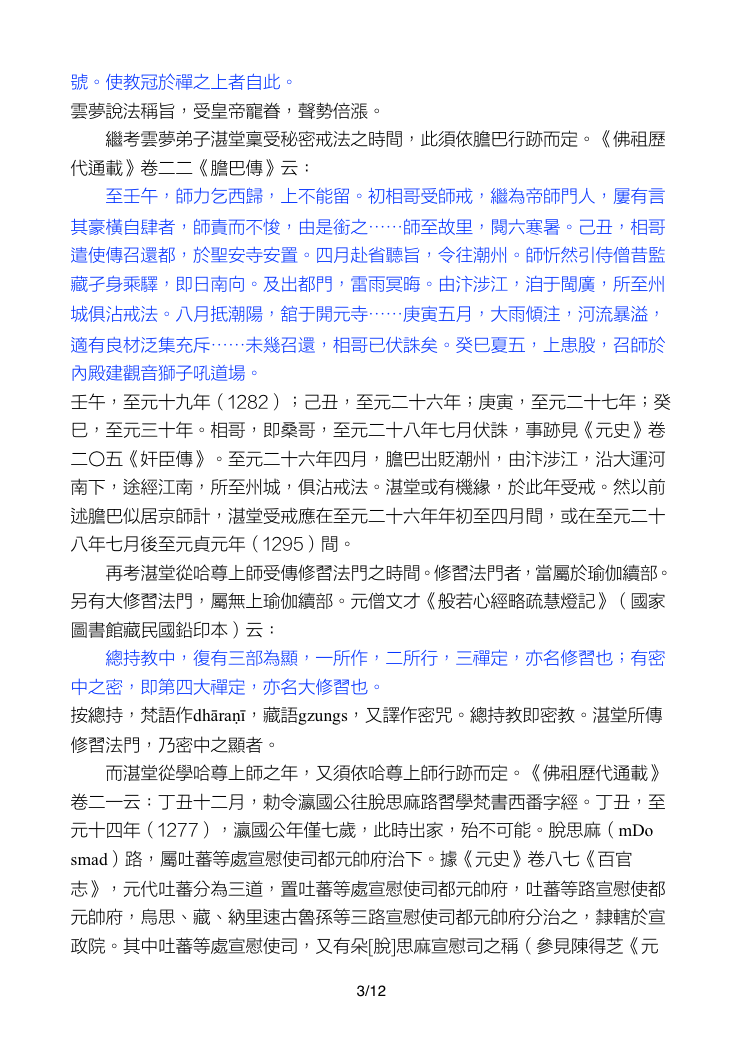 號。使教冠於禪之上者自此。
雲夢說法稱旨，受皇帝寵眷，聲勢倍漲。
繼考雲夢弟子湛堂稟受秘密戒法之時間，此須依膽巴行跡而定。《佛祖歷
代通載》卷二二《膽巴傳》云：
至壬午，師力乞西歸，上不能留。初相哥受師戒，繼為帝師門人，屢有言
其豪橫自肆者，師責而不悛，由是銜之⋯⋯師至故里，閱六寒暑。己丑，相哥
遣使傳召還都，於聖安寺安置。四月赴省聽旨，令往潮州。師忻然引侍僧昔監
藏孑身乘驛，即日南向。及出都門，雷雨冥晦。由汴涉江，洎于閩廣，所至州
城俱沾戒法。八月抵潮陽，舘于開元寺⋯⋯庚寅五月，大雨傾注，河流暴溢，
適有良材泛集充斥⋯⋯未幾召還，相哥已伏誅矣。癸巳夏五，上患股，召師於
內殿建觀音獅子吼道場。
壬午，至元十九年（1282）；己丑，至元二十六年；庚寅，至元二十七年；癸
巳，至元三十年。相哥，即桑哥，至元二十八年七月伏誅，事跡見《元史》卷
二〇五《奸臣傳》。至元二十六年四月，膽巴出貶潮州，由汴涉江，沿大運河
南下，途經江南，所至州城，俱沾戒法。湛堂或有機緣，於此年受戒。然以前
述膽巴似居京師計，湛堂受戒應在至元二十六年年初至四月間，或在至元二十
八年七月後至元貞元年（1295）間。
再考湛堂從哈尊上師受傳修習法門之時間。修習法門者，當屬於瑜伽續部。
另有大修習法門，屬無上瑜伽續部。元僧文才《般若心經略疏慧燈記》（國家
圖書館藏民國鉛印本）云：
總持教中，復有三部為顯，一所作，二所行，三禪定，亦名修習也；有密
中之密，即第四大禪定，亦名大修習也。
按總持，梵語作dhāraṇī，藏語gzungs，又譯作密咒。總持教即密教。湛堂所傳
修習法門，乃密中之顯者。
而湛堂從學哈尊上師之年，又須依哈尊上師行跡而定。《佛祖歷代通載》
卷二一云：丁丑十二月，勅令瀛國公往脫思麻路習學梵書西番字經。丁丑，至
元十四年（1277），瀛國公年僅七歲，此時出家，殆不可能。脫思麻（mDo
smad）路，屬吐蕃等處宣慰使司都元帥府治下。據《元史》卷八七《百官
志》，元代吐蕃分為三道，置吐蕃等處宣慰使司都元帥府，吐蕃等路宣慰使都
元帥府，烏思、藏、納里速古魯孫等三路宣慰使司都元帥府分治之，隸轄於宣
政院。其中吐蕃等處宣慰使司，又有朵[脫]思麻宣慰司之稱（參見陳得芝《元
3/12